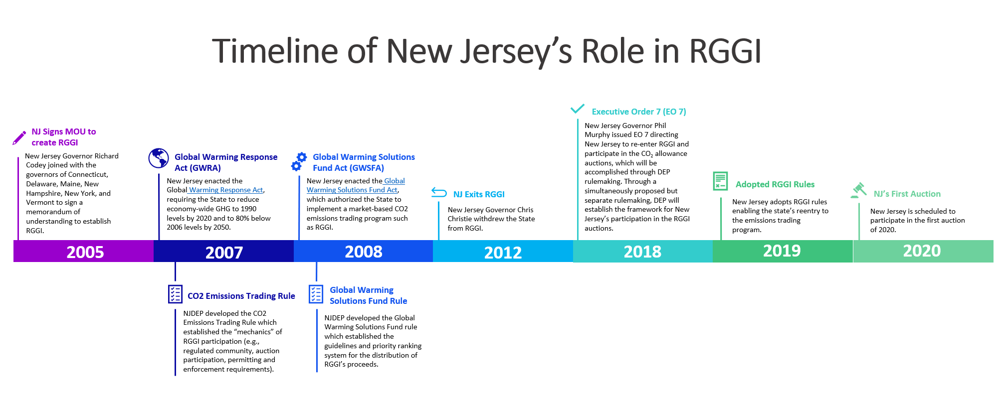 Timeline of New Jersey’s Role in RGGI
NJ Signs MOU to
create RGGI
New Jersey Governor Richard
Codey joined with the
governors of Connecticut,
Delaware, Maine, New
Hampshire, New York, and
Vermont to sign a
memorandum of
understanding to establish
RGGI.
Global Warming Response
Act (GWRA)
New Jersey enacted the
Global Warming Response Act,
requiring the State to reduce
economy-wide GHG to 1990
levels by 2020 and to 80% below
2006 levels by 2050.
Global Warming Solutions
Fund Act (GWSFA)
New Jersey enacted the Global
Warming Solutions Fund Act,
which authorized the State to
implement a market-based CO2
emissions trading program such
as RGGI.
NJ Exits RGGI
New Jersey Governor Chris
Christie withdrew the State
from RGGI.
Executive Order 7 (EO 7)
New Jersey Governor Phil
Murphy issued EO 7 directing
New Jersey to re-enter RGGI and
participate in the CO₂ allowance
auctions, which will be
accomplished through DEP
rulemaking. Through a
simultaneously proposed but
separate rulemaking, DEP will
establish the framework for New
Jersey’s participation in the RGGI
auctions.
Adopted RGGI Rules
New Jersey adopts RGGI rules
enabling the state’s reentry to
the emissions trading
program.
NJ’s First Auction
New Jersey is scheduled to
participate in the first auction
of 2020.
2005
2007
2008
2012
2018
2019
2020
CO2 Emissions Trading Rule
NJDEP developed the CO2
Emissions Trading Rule which
established the “mechanics” of
RGGI participation (e.g.,
regulated community, auction
participation, permitting and
enforcement requirements).
Global Warming
Solutions Fund Rule
NJDEP developed the Global
Warming Solutions Fund rule
which established the
guidelines and priority ranking
system for the distribution of
RGGI’s proceeds.